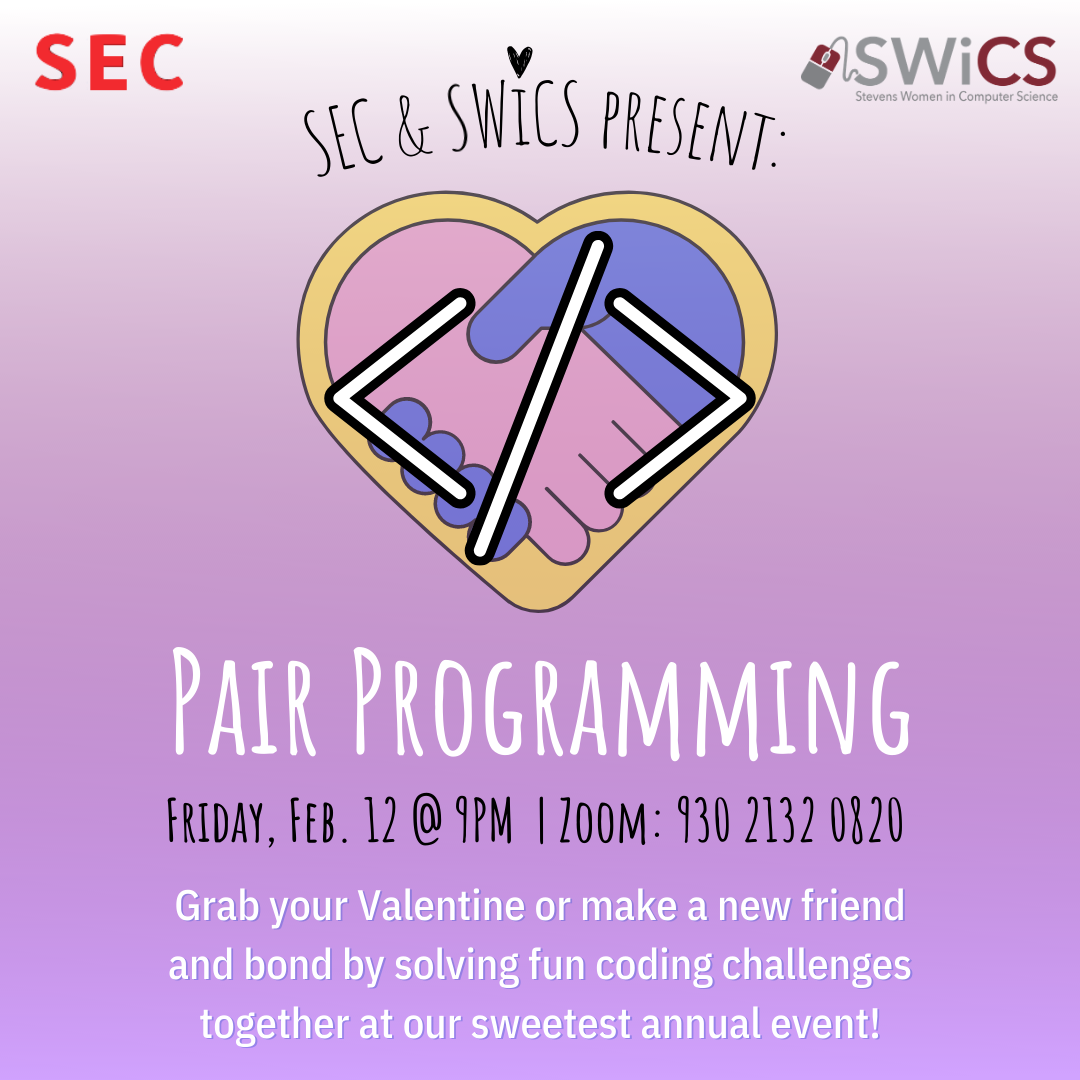 SEC
SWiCS
Stevens Women in Computer Science
SEC & SWiCS PRESENT:
</>
PAIR PROGRAMMING
FRIDAY, FEB. 12 @ 9PM | ZOOM: 930 2132 0820
Grab your Valentine or make a new friend
and bond by solving fun coding challenges
together at our sweetest annual event!